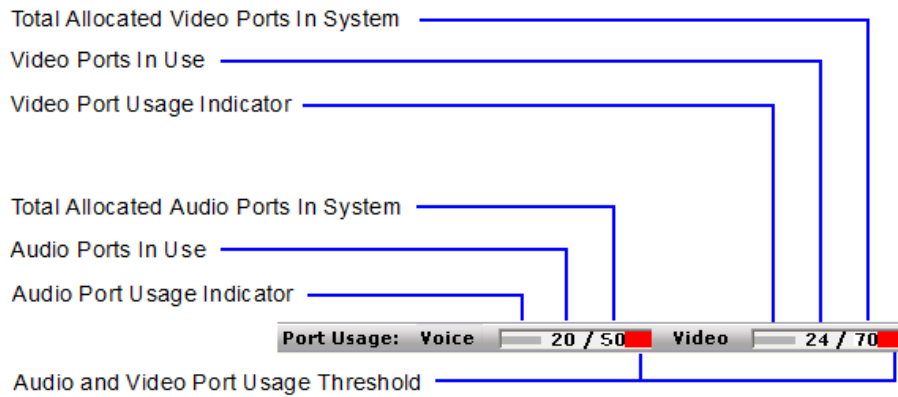 Total Allocated Video Ports In System
Video Ports In Use
Video Port Usage Indicator
Total Allocated Audio Ports In System
Audio Ports In Use
Audio Port Usage Indicator
Port Usage: Voice 20 / 50 Video 24 / 70
Audio and Video Port Usage Threshold